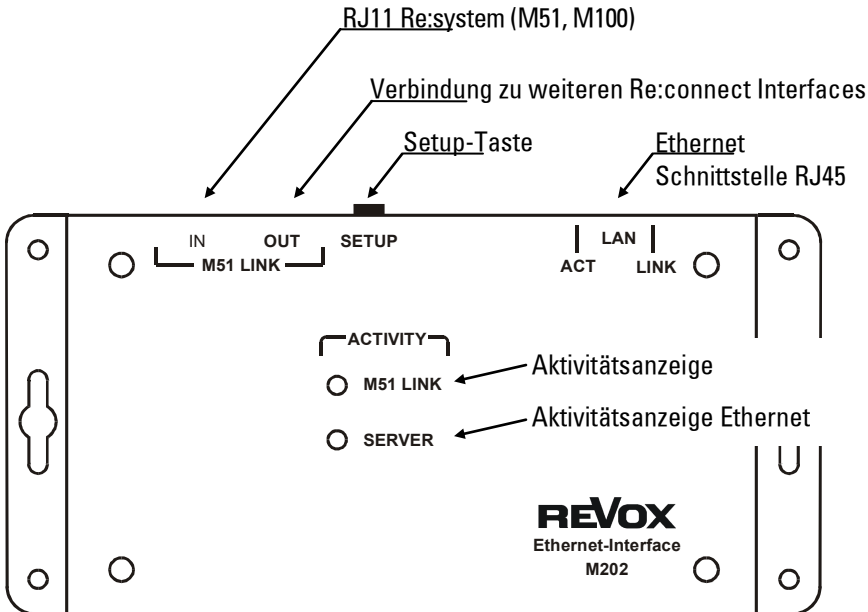 RJ11 Re:system (M51, M100)
Verbindung zu weiteren Re:connect Interfaces
Setup-Taste
Ethernet
Schnittstelle RJ45
IN OUT SETUP
M51 LINK
LAN
ACT LINK
ACTIVITY
M51 LINK
Aktivitätsanzeige
SERVER
Aktivitätsanzeige Ethernet
REVOX
Ethernet-Interface
M202